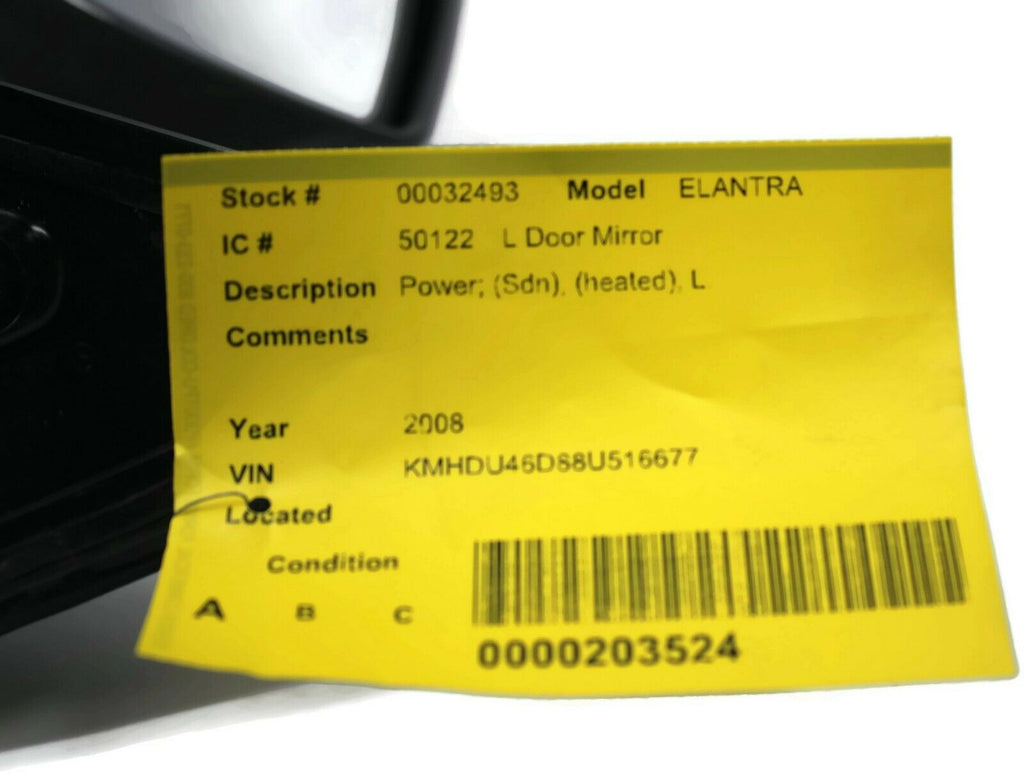 Stock # 00032493 Model ELANTRA
IC # 50122 L Door Mirror
Description Power; (Sdn), (heated), L
Comments
Year 2008
VIN KMHDU46D88U516677
Located
Condition
A B C
0000203524